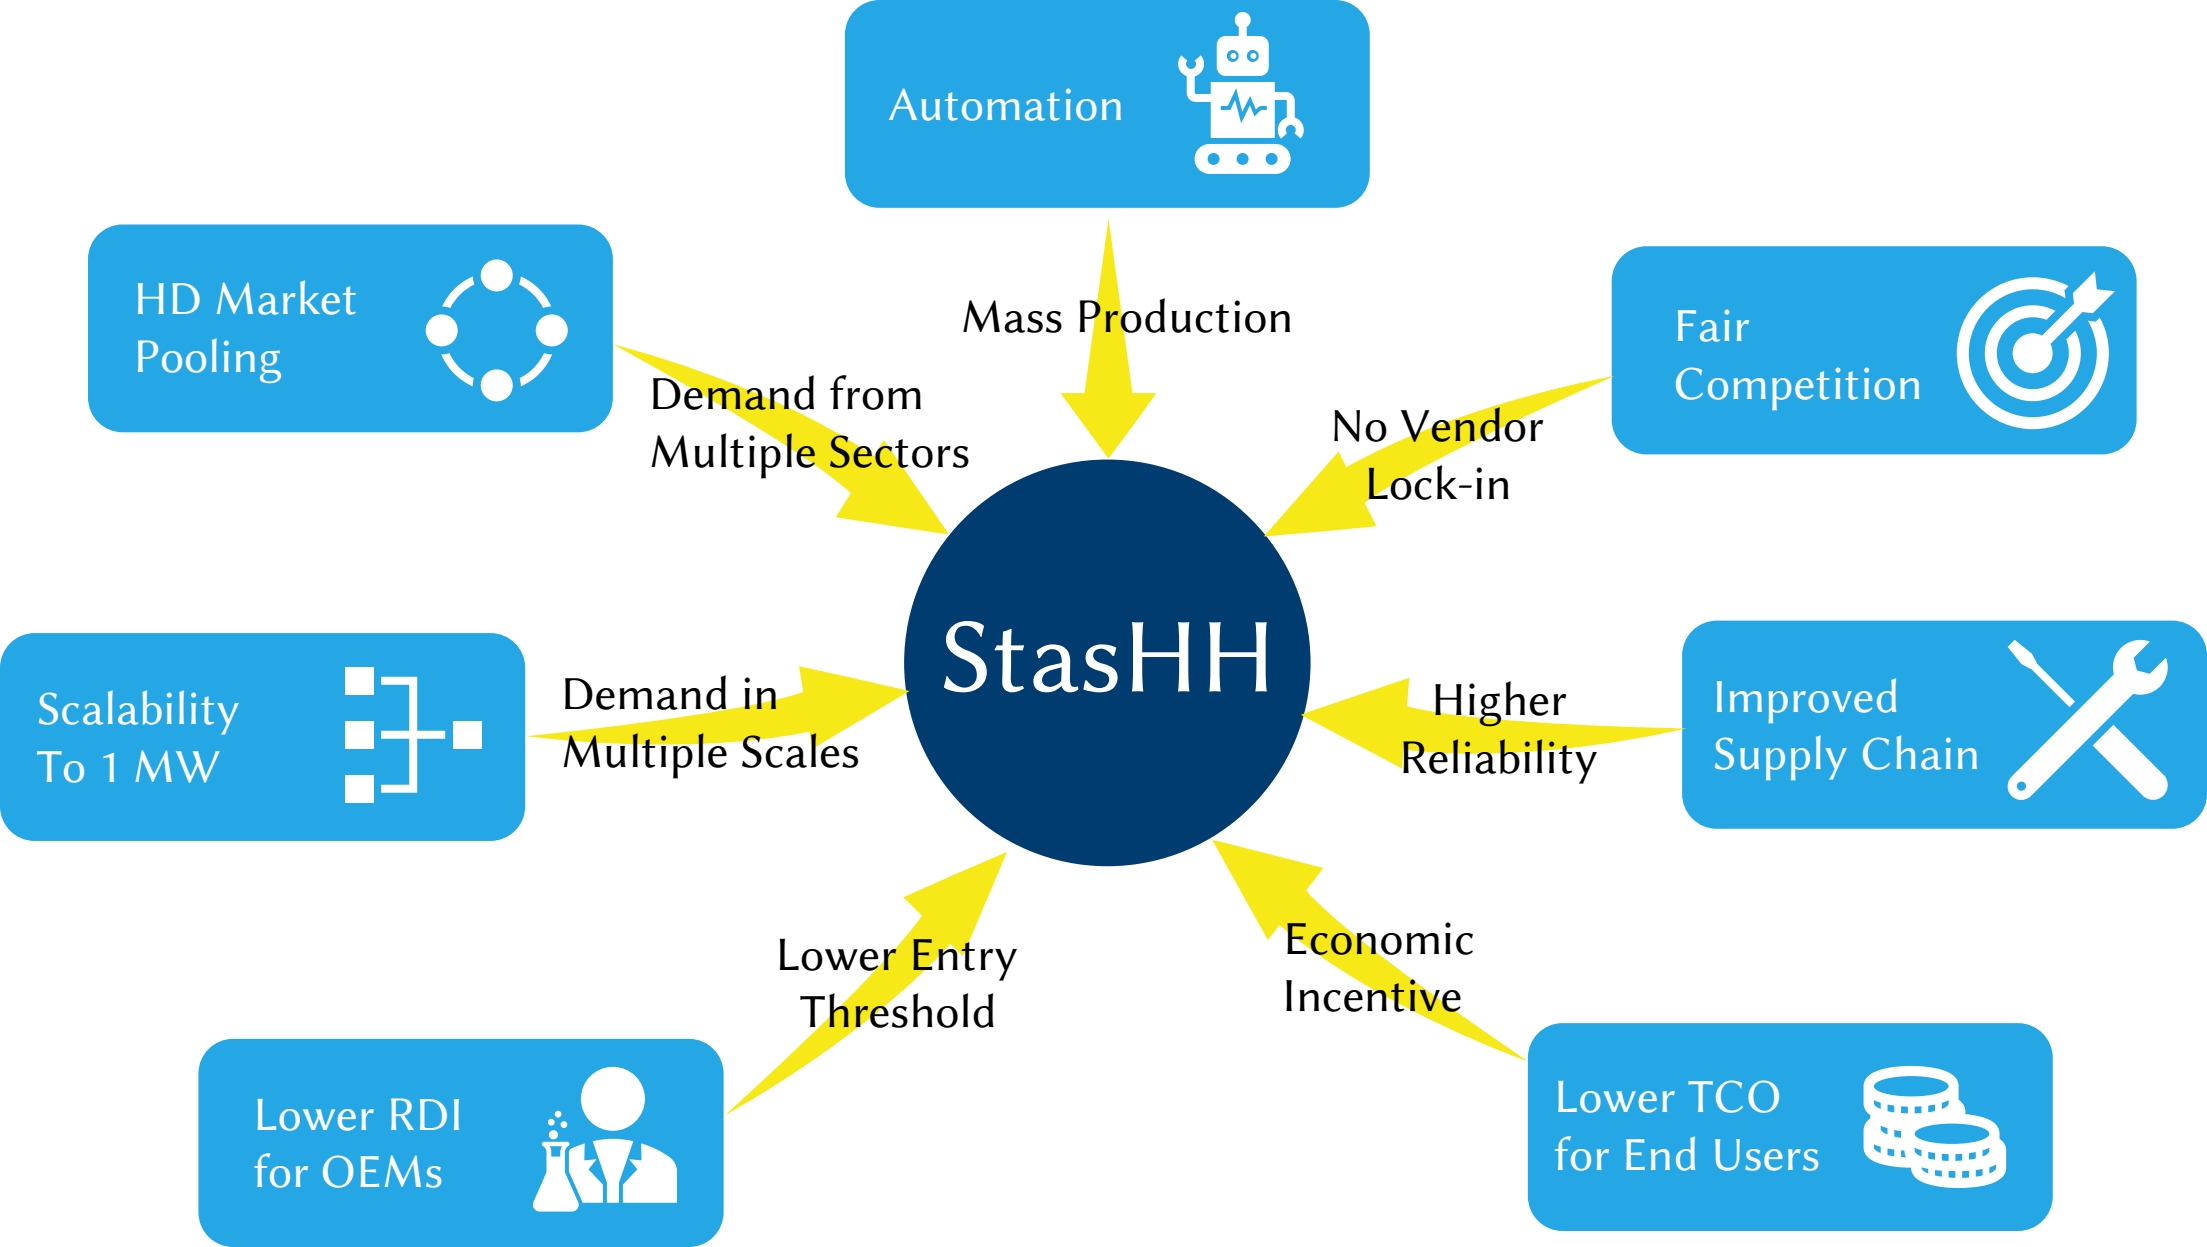 Automation
Mass Production
HD Market
Pooling
Demand from
Multiple Sectors
Fair
Competition
No Vendor
Lock-in
StasHH
Scalability
To 1 MW
Demand in
Multiple Scales
Higher
Reliability
Improved
Supply Chain
Lower Entry
Threshold
Economic
Incentive
Lower RDI
for OEMs
Lower TCO
for End Users